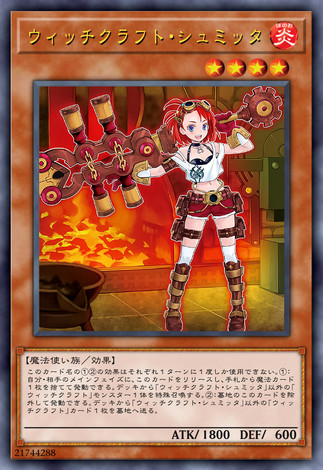 ウィッチクラフト・シュミッタ
ほのお
炎
【魔法使い族／効果】
このカード名の①②の効果はそれぞれ１ターンに１度しか使用できない。①：
自分・相手のメインフェイズに、このカードをリリースし、手札から魔法カード
１枚を捨てて発動できる。デッキから「ウィッチクラフト・シュミッタ」以外の「
ウィッチクラフト」モンスター１体を特殊召喚する。②：墓地のこのカードを除
外して発動できる。デッキから「ウィッチクラフト・シュミッタ」以外の「ウィッチ
クラフト」カード１枚を墓地へ送る。
ATK/ 1800 DEF/ 600
21744288